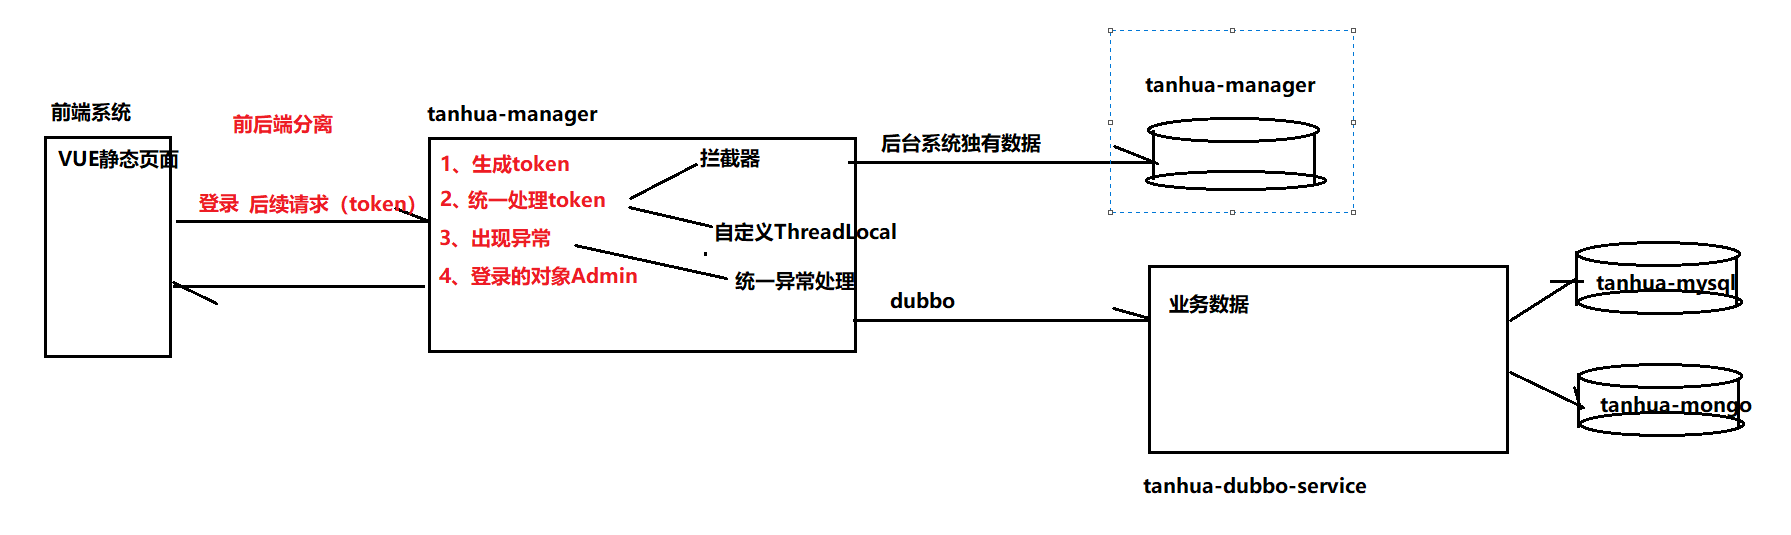 前端系统
VUE静态页面
前后端分离
登录 后续请求（token）
tanhua-manager
1、生成token
2、统一处理token
3、出现异常
4、登录的对象Admin
拦截器
自定义ThreadLocal
统一异常处理
后台系统独有数据
tanhua-manager
dubbo
业务数据
tanhua-dubbo-service
tanhua-mysql
tanhua-mongo